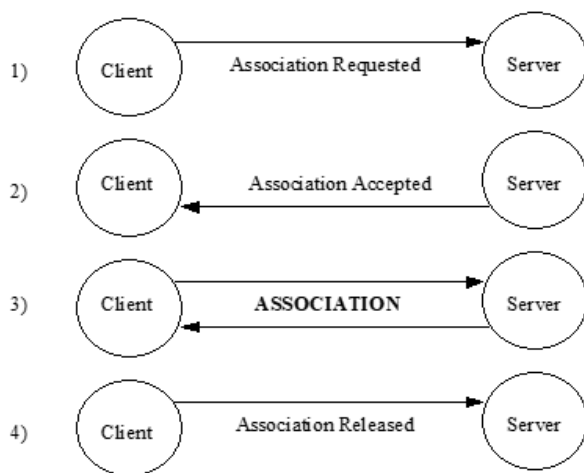 1) Client Association Requested Server
2) Client Association Accepted Server
3) Client ASSOCIATION Server
4) Client Association Released Server